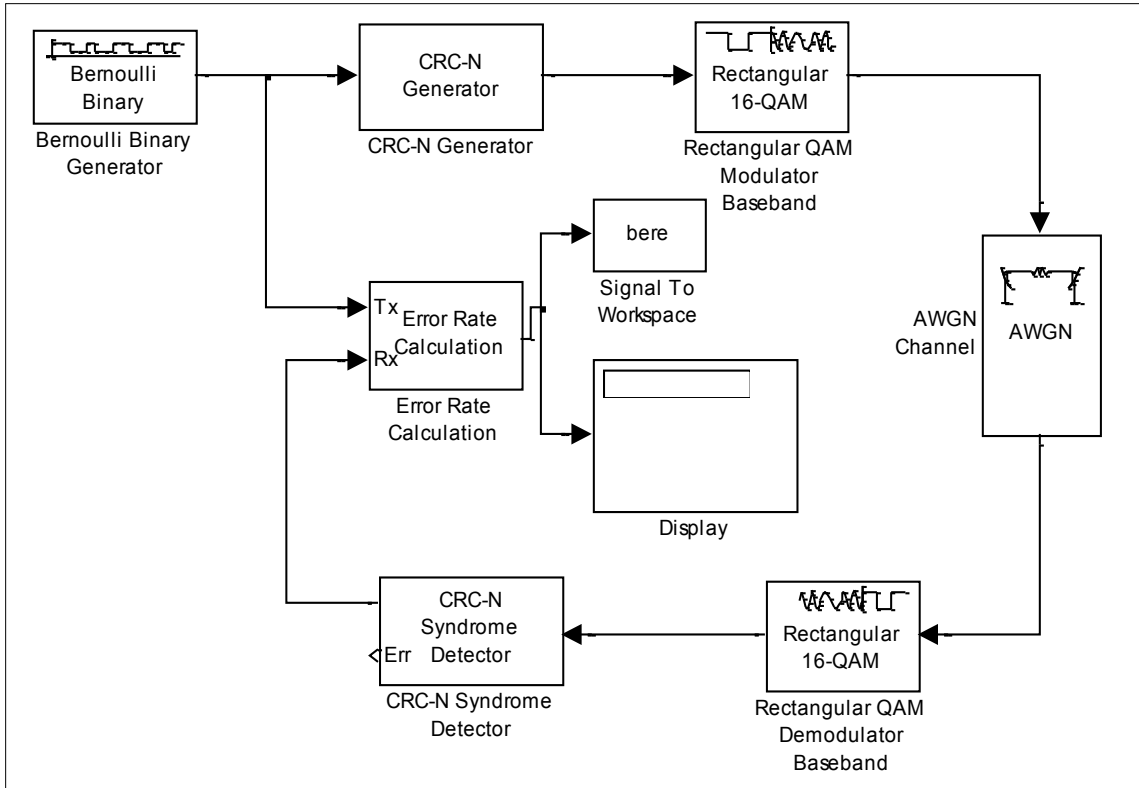 Bernoulli
Binary
Bernoulli Binary
Generator
CRC-N
Generator
CRC-N Generator
Rectangular
16-QAM
Rectangular QAM
Modulator
Baseband
bere
Signal To
Workspace
Tx
Rx
Error Rate
Calculation
Error Rate
Calculation
AWGN
AWGN
Channel
Display
CRC-N
Syndrome
Detector
Err
CRC-N Syndrome
Detector
Rectangular
16-QAM
Rectangular QAM
Demodulator
Baseband